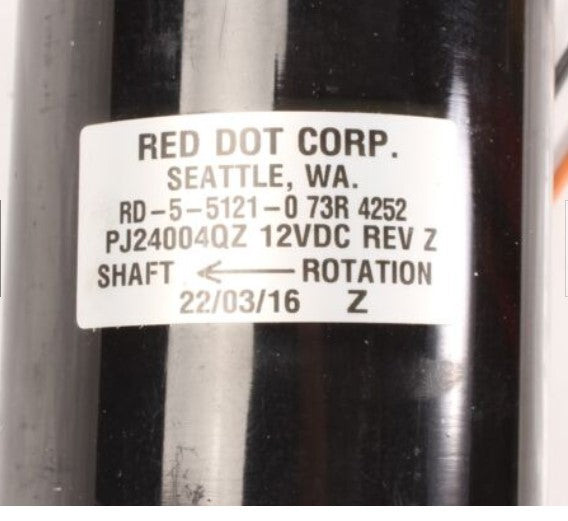 RED DOT CORP.
SEATTLE, WA.
RD-5-5121-0 73R 4252
PJ24004QZ 12VDC REV Z
SHAFT ← ROTATION
22/03/16 Z